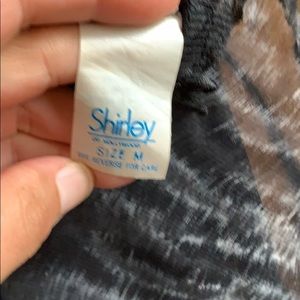 Shirley
OF HOLLYWOOD
SIZE M
SEE REVERSE FOR CARE